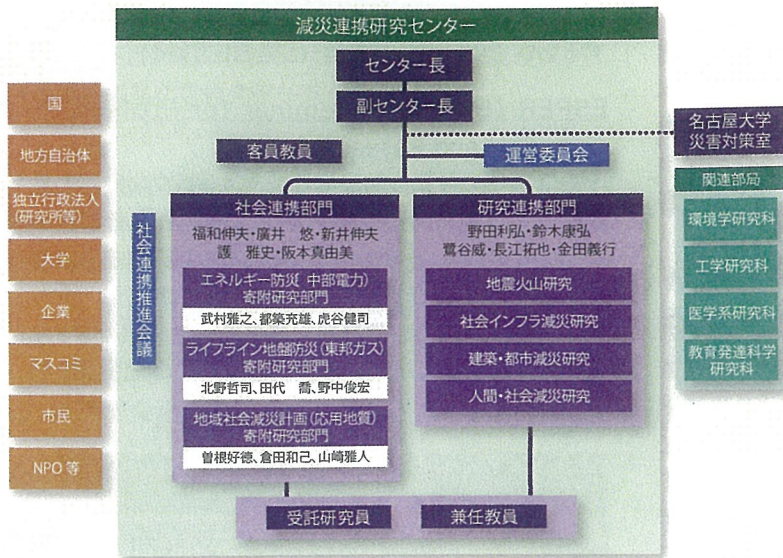 減災連携研究センター
センター長
副センター長
客員教員
運営委員会
名古屋大学
災害対策室
国
地方自治体
独立行政法人
(研究所等)
大学
企業
マスコミ
市民
NPO 等
社会連携推進会議
社会連携部門
福和伸夫・廣井　悠・新井伸夫
護　雅史・阪本真由美
エネルギー防災(中部電力)
寄附研究部門
武村雅之、都築充雄、虎谷健司
ライフライン地盤防災(東邦ガス)
寄附研究部門
北野哲司、田代　喬、野中俊宏
地域社会減災計画(応用地質)
寄附研究部門
曽根好徳、倉田和己、山崎雅人
研究連携部門
野田利弘・鈴木康弘
鷺谷威・長江拓也・金田義行
地震火山研究
社会インフラ減災研究
建築・都市減災研究
人間・社会減災研究
受託研究員
兼任教員
関連部局
環境学研究科
工学研究科
医学系研究科
教育発達科学
研究科